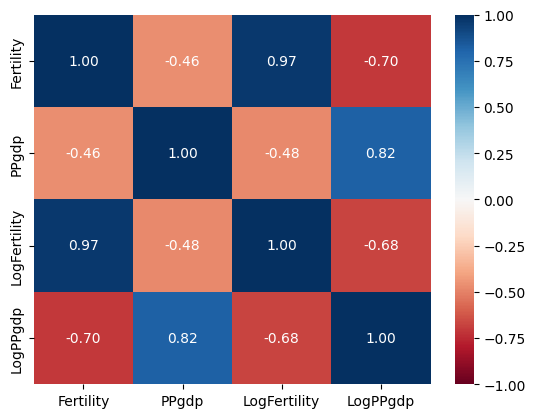 Fertility 1.00 -0.46 0.97 -0.70
PPgdp -0.46 1.00 -0.48 0.82
LogFertility 0.97 -0.48 1.00 -0.68
LogPPgdp -0.70 0.82 -0.68 1.00
Fertility PPgdp LogFertility LogPPgdp
1.00
0.75
0.50
0.25
0.00
−0.25
−0.50
−0.75
−1.00